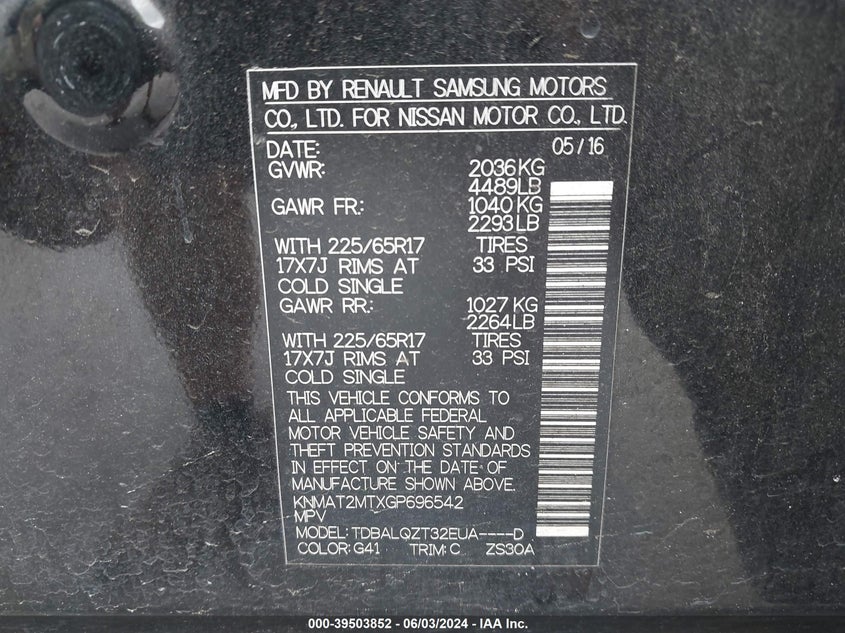 MFD BY RENAULT SAMSUNG MOTORS
CO., LTD. FOR NISSAN MOTOR CO., LTD.
DATE: 05/16
GVWR: 2036KG
4489LB
GAWR FR.: 1040KG
2293LB
WITH 225/65R17 TIRES
17X7J RIMS AT 33 PSI
COLD SINGLE
GAWR RR.: 1027KG
2264LB
WITH 225/65R17 TIRES
17X7J RIMS AT 33 PSI
COLD SINGLE
THIS VEHICLE CONFORMS TO
ALL APPLICABLE FEDERAL
MOTOR VEHICLE SAFETY AND
THEFT PREVENTION STANDARDS
IN EFFECT ON THE DATE OF
MANUFACTURE SHOWN ABOVE.
KNMAT2MTXGP696542
MPV
MODEL: TDBALQZT32EUA----D
COLOR: G41 TRIM: C ZS30A
000-39503852 - 06/03/2024 - IAA Inc.